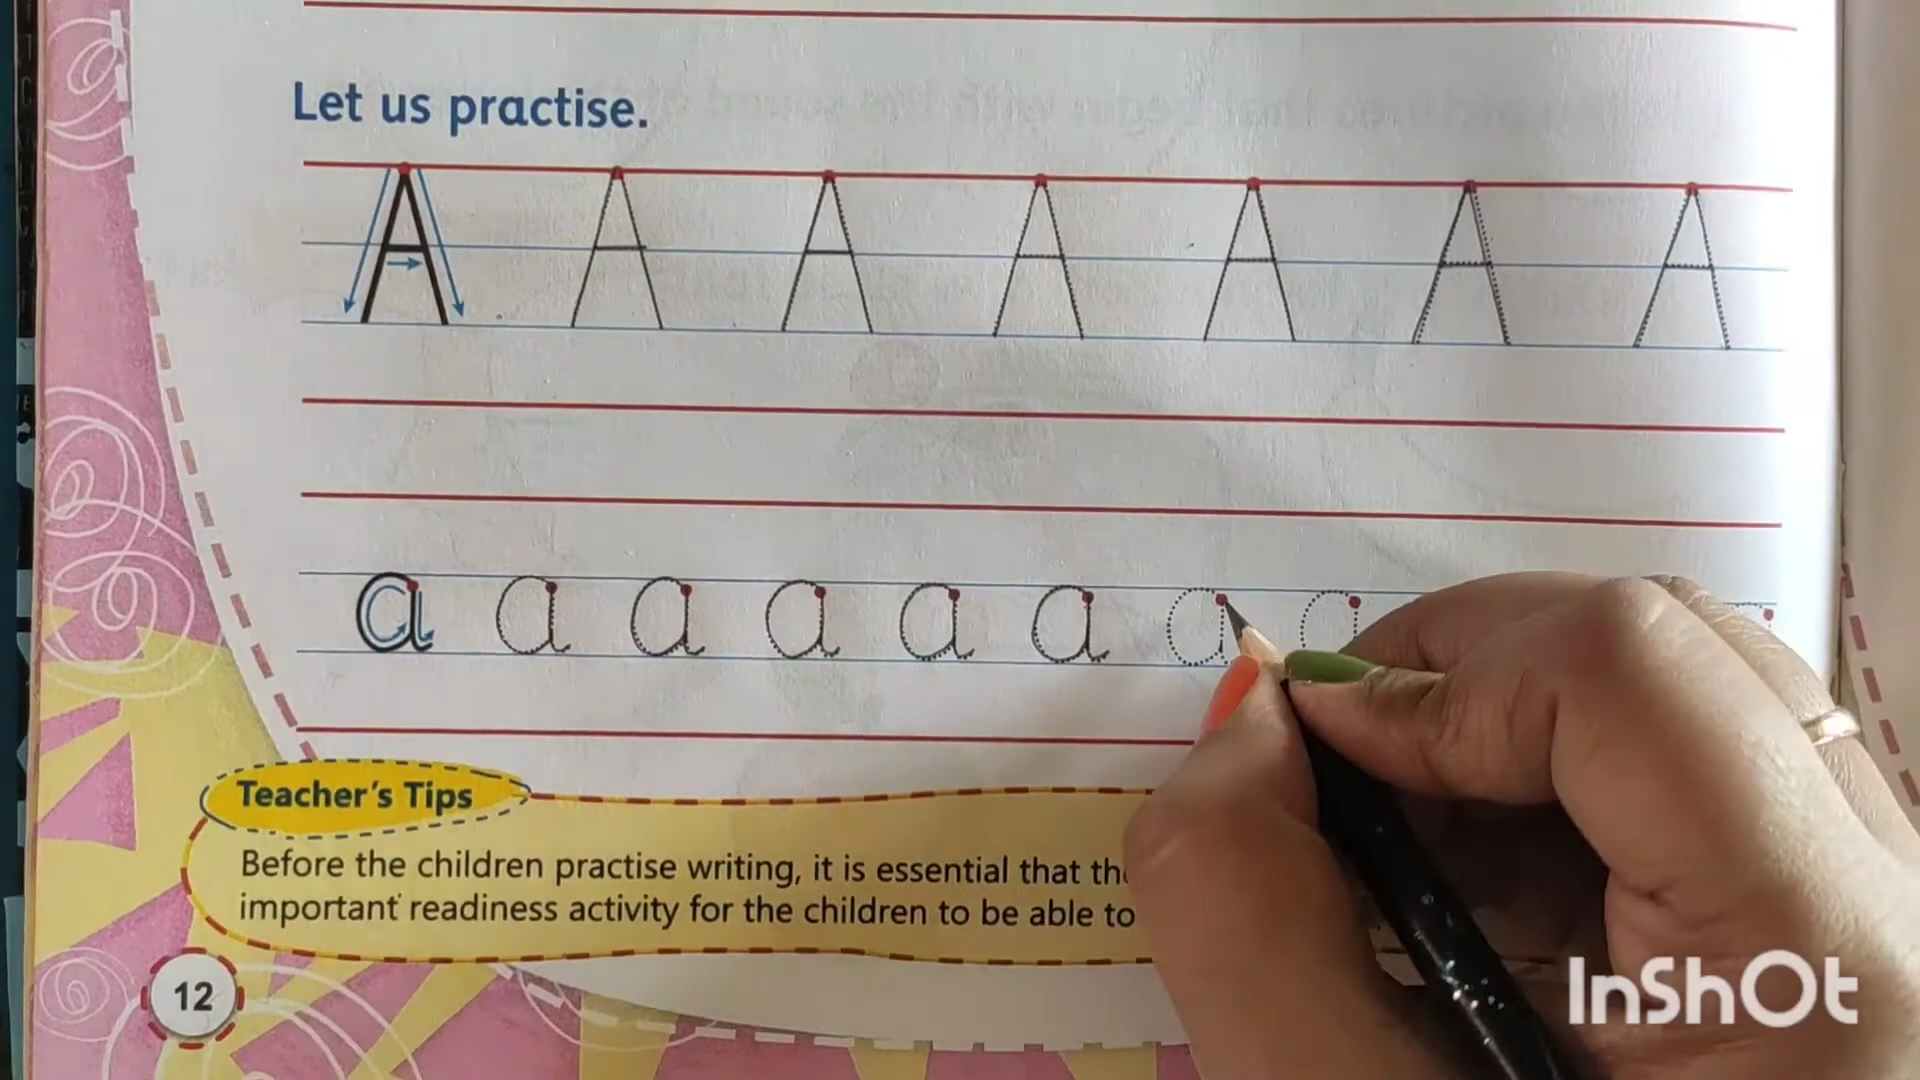 Let us practise.
A A A A A A A
a a a a a a a a
Teacher's Tips
Before the children practise writing, it is essential that
important readiness activity for the children to be able to
12
InShOt